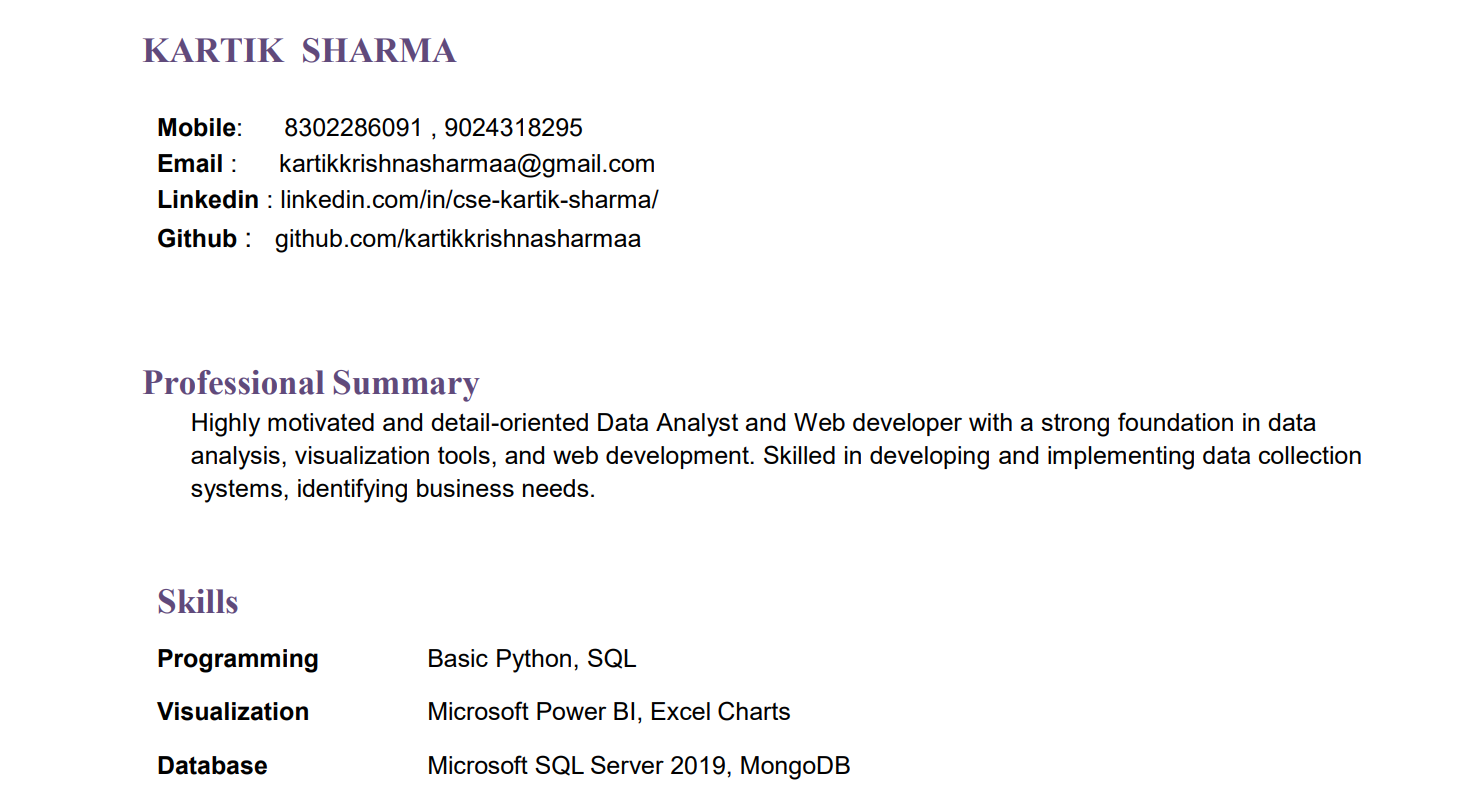 KARTIK SHARMA
Mobile: 8302286091 , 9024318295
Email : kartikkrishnasharmaa@gmail.com
Linkedin : linkedin.com/in/cse-kartik-sharma/
Github : github.com/kartikkrishnasharmaa
Professional Summary
Highly motivated and detail-oriented Data Analyst and Web developer with a strong foundation in data
analysis, visualization tools, and web development. Skilled in developing and implementing data collection
systems, identifying business needs.
Skills
Programming Basic Python, SQL
Visualization Microsoft Power BI, Excel Charts
Database Microsoft SQL Server 2019, MongoDB